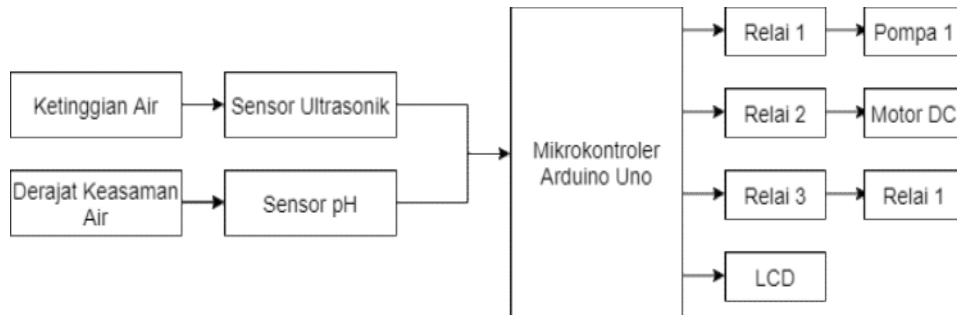 Relai 1
Pompa 1
Ketinggian Air
Sensor Ultrasonik
Relai 2
Motor DC
Mikrokontroler
Arduino Uno
Derajat Keasaman
Air
Sensor pH
Relai 3
Relai 1
LCD